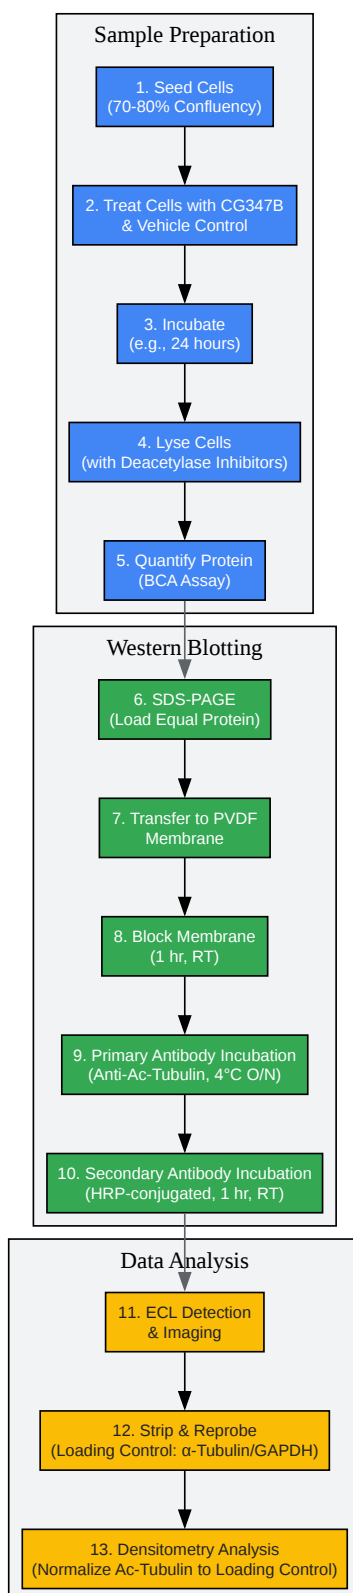 Sample Preparation
1. Seed Cells
(70-80% Confluency)
2. Treat Cells with CG347B
& Vehicle Control
3. Incubate
(e.g., 24 hours)
4. Lyse Cells
(with Deacetylase Inhibitors)
5. Quantify Protein
(BCA Assay)
Western Blotting
6. SDS-PAGE
(Load Equal Protein)
7. Transfer to PVDF
Membrane
8. Block Membrane
(1 hr, RT)
9. Primary Antibody Incubation
(Anti-Ac-Tubulin, 4°C O/N)
10. Secondary Antibody Incubation
(HRP-conjugated, 1 hr, RT)
Data Analysis
11. ECL Detection
& Imaging
12. Strip & Reprobe
(Loading Control: α-Tubulin/GAPDH)
13. Densitometry Analysis
(Normalize Ac-Tubulin to Loading Control)